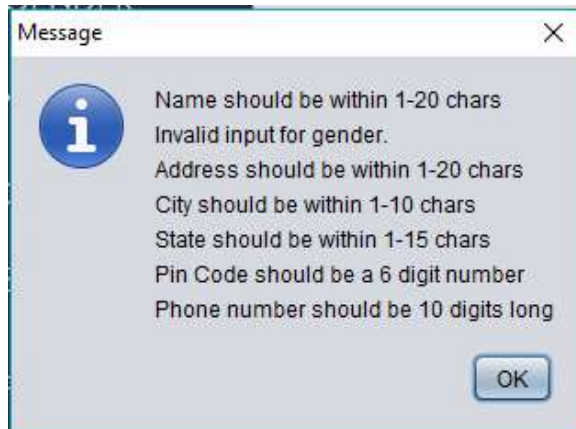 Message
Name should be within 1-20 chars
Invalid input for gender.
Address should be within 1-20 chars
City should be within 1-10 chars
State should be within 1-15 chars
Pin Code should be a 6 digit number
Phone number should be 10 digits long
OK